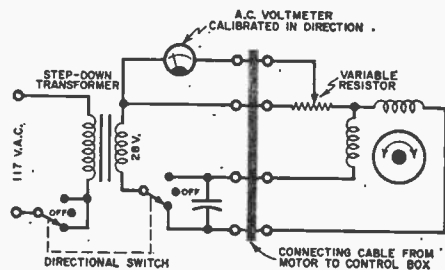 A.C. VOLTMETER
CALIBRATED IN DIRECTION
STEP-DOWN
TRANSFORMER
VARIABLE
RESISTOR
117 V.A.C.
28 V.
OFF
OFF
DIRECTIONAL SWITCH
CONNECTING CABLE FROM
MOTOR TO CONTROL BOX